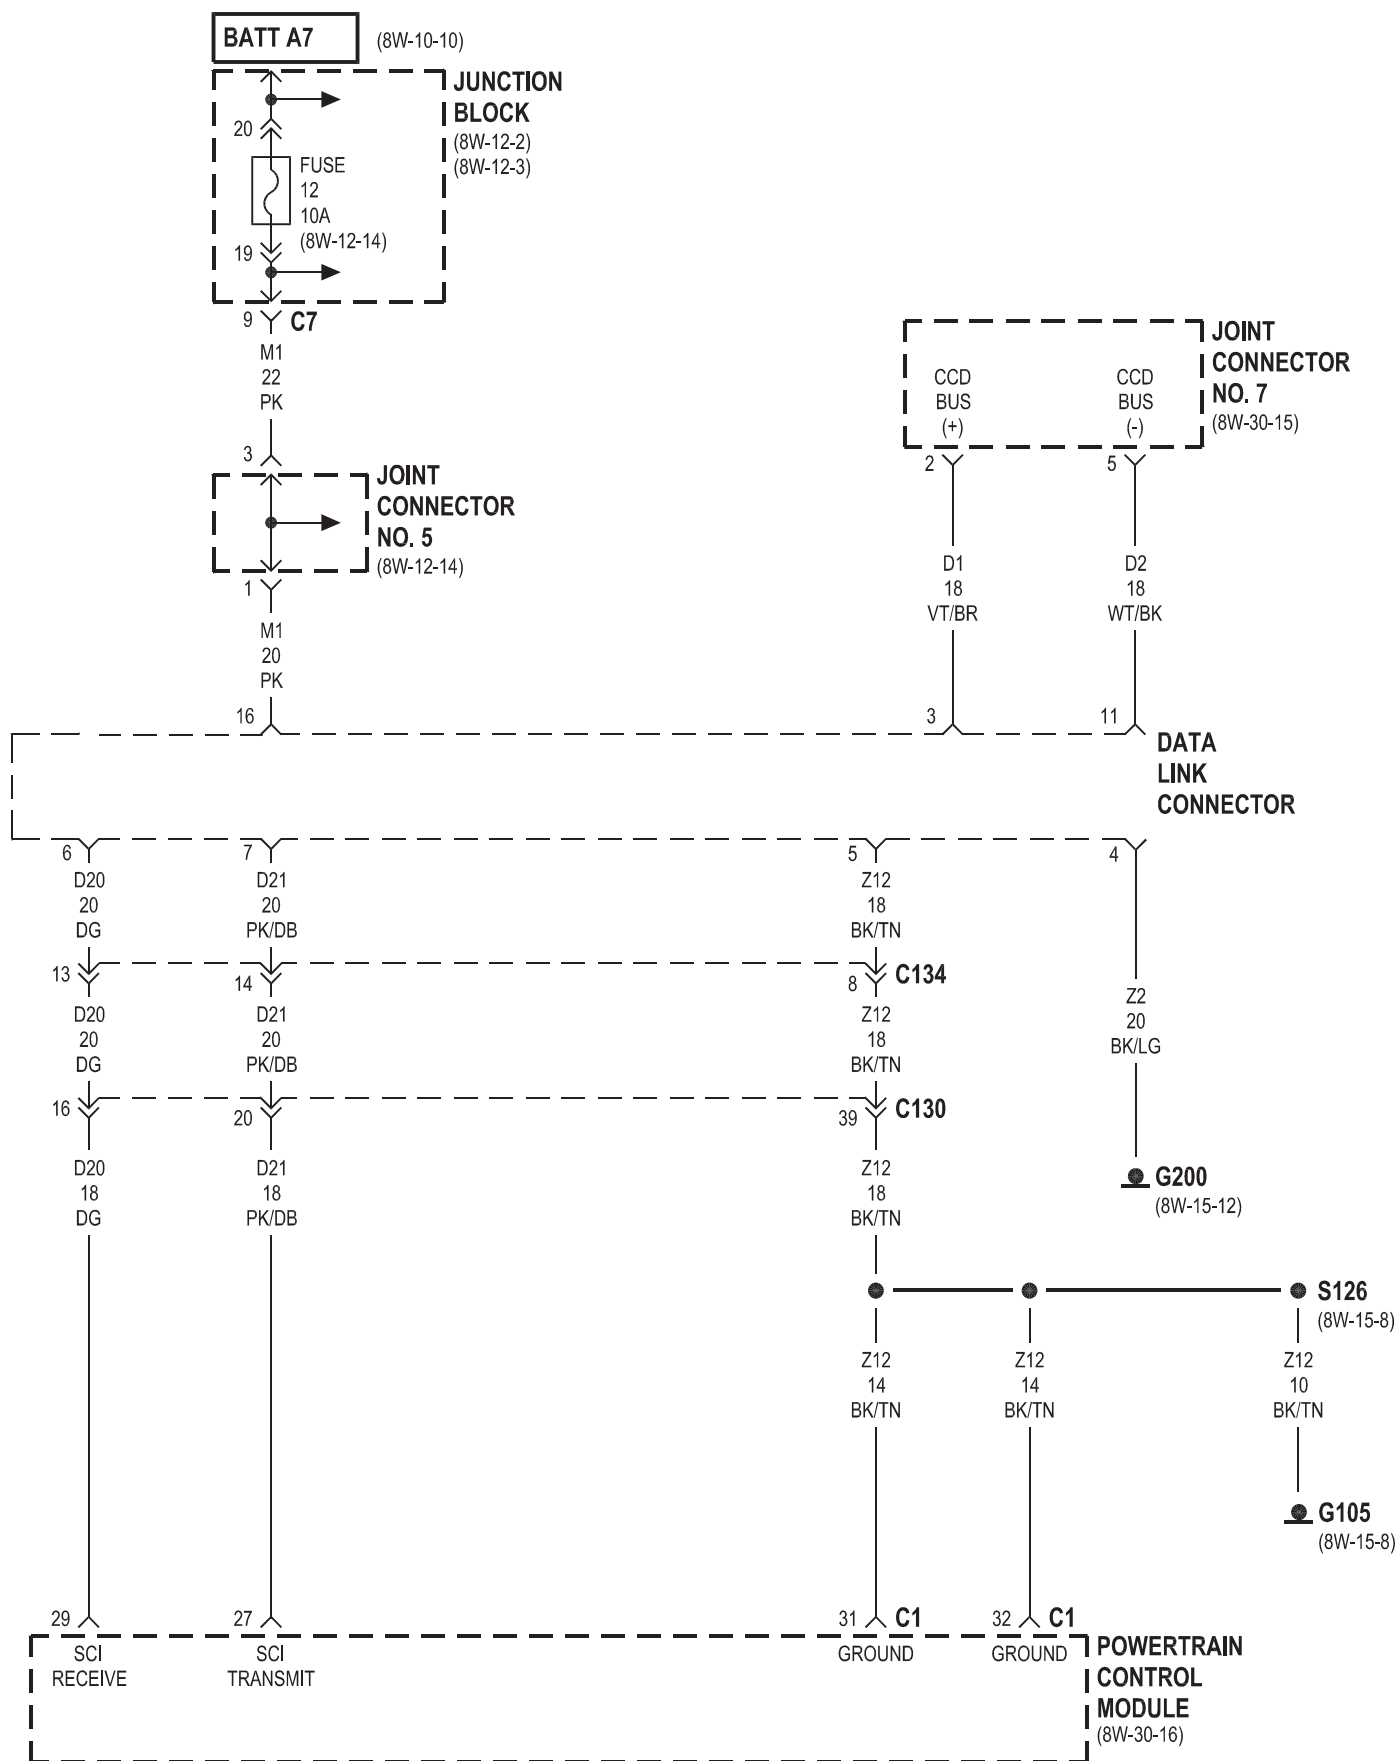 BATT A7 (8W-10-10)
JUNCTION
BLOCK
(8W-12-2)
(8W-12-3)
20
FUSE
12
10A
(8W-12-14)
19
9 C7
M1
22
PK
3
JOINT
CONNECTOR
NO. 5
(8W-12-14)
1
M1
20
PK
16
JOINT
CONNECTOR
NO. 7
(8W-30-15)
CCD
BUS
(+)
CCD
BUS
(-)
2 5
D1
18
VT/BR
D2
18
WT/BK
3 11
DATA
LINK
CONNECTOR
6 7 5 4
D20
20
DG
D21
20
PK/DB
Z12
18
BK/TN
13 14 8 C134
D20
20
DG
D21
20
PK/DB
Z12
18
BK/TN
Z2
20
BK/LG
16 20 39 C130
D20
18
DG
D21
18
PK/DB
Z12
18
BK/TN
G200
(8W-15-12)
S126
(8W-15-8)
Z12
14
BK/TN
Z12
14
BK/TN
Z12
10
BK/TN
G105
(8W-15-8)
29 27 31 C1 32 C1
SCI
RECEIVE
SCI
TRANSMIT
GROUND
GROUND
POWERTRAIN
CONTROL
MODULE
(8W-30-16)